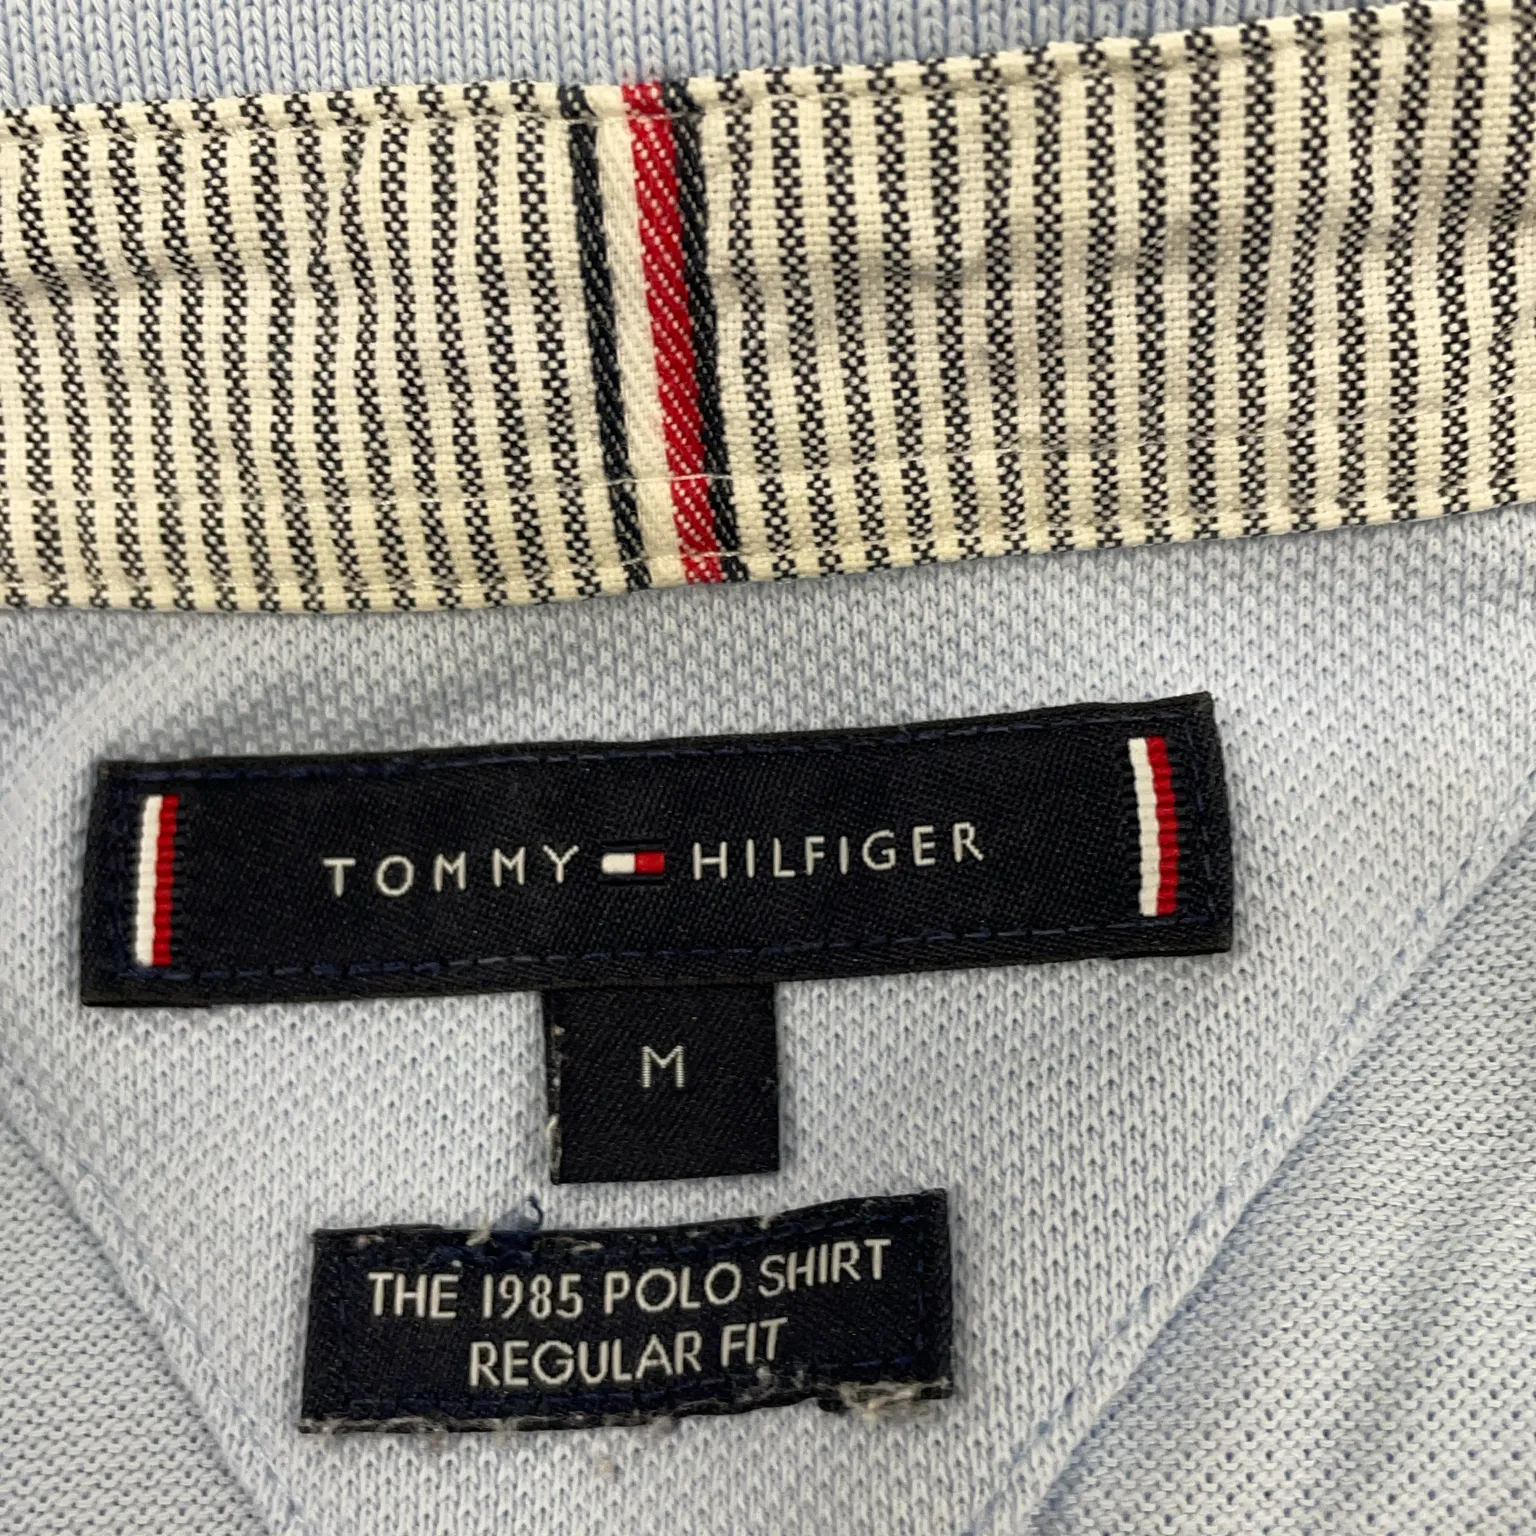 TOMMY HILFIGER
M
THE 1985 POLO SHIRT
REGULAR FIT